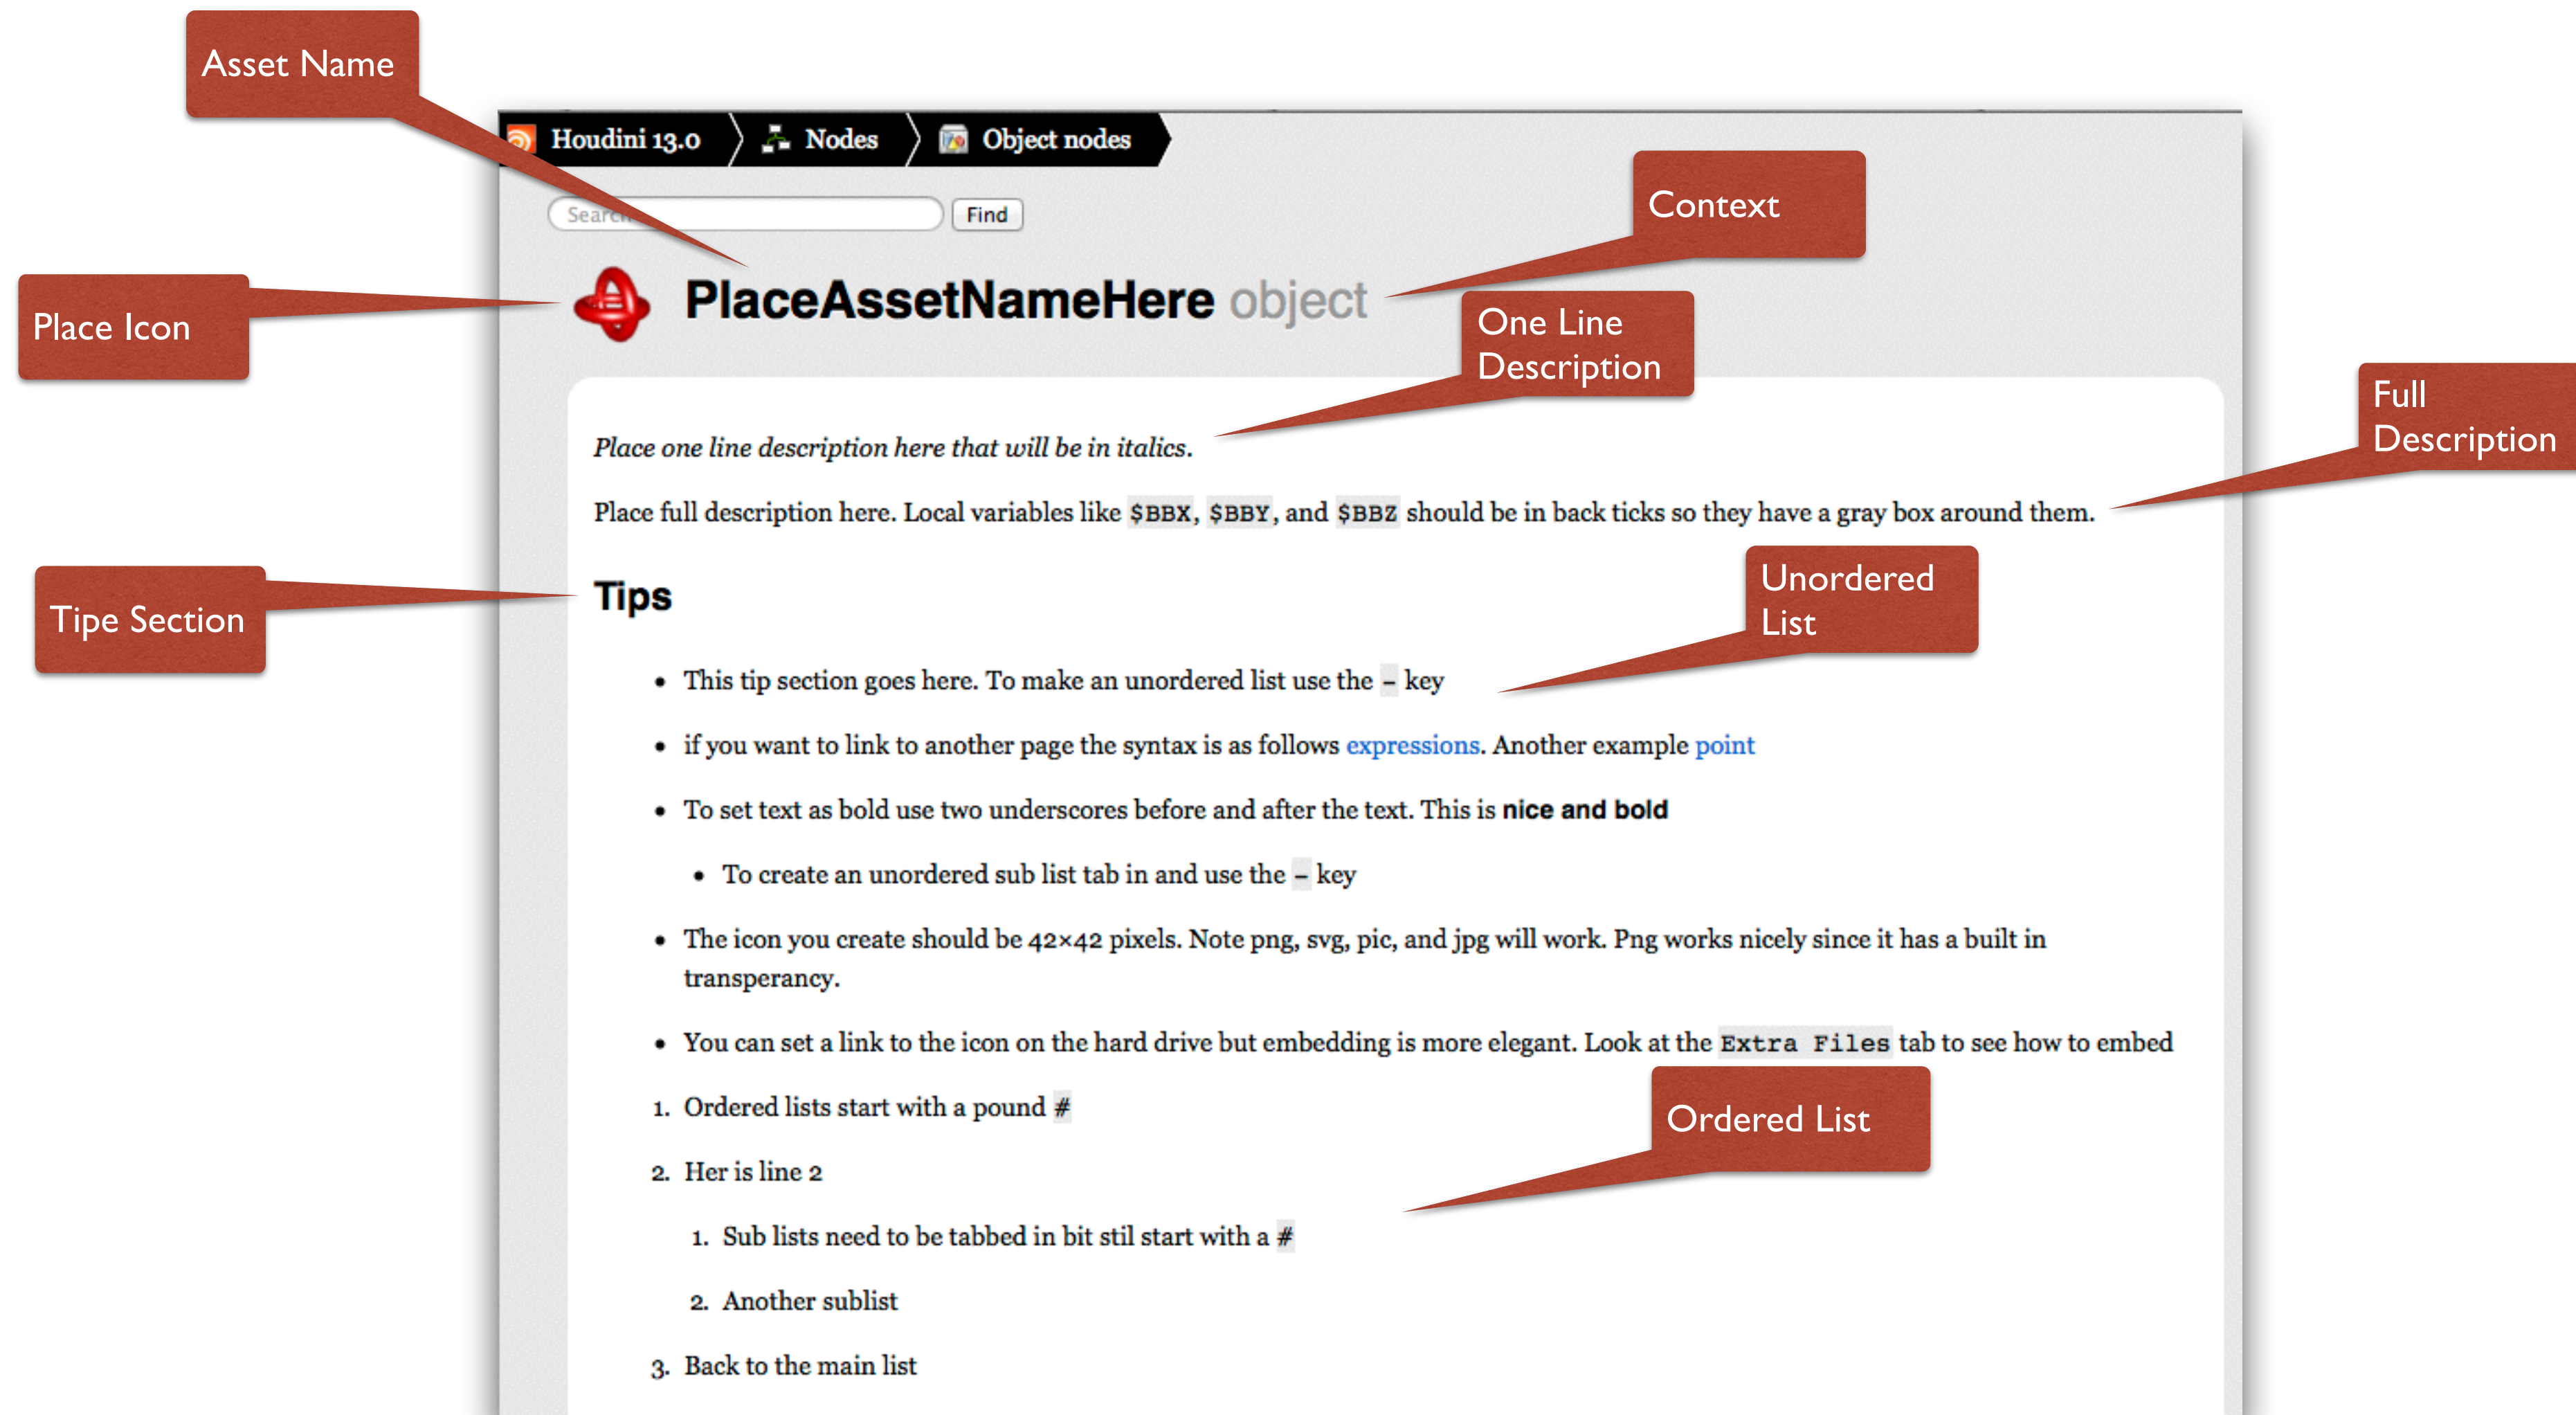 Asset Name
Houdini 13.0 Nodes Object nodes
Context
Find
Place Icon
PlaceAssetNameHere object
One Line
Description
Full
Description
Place one line description here that will be in italics.
Place full description here. Local variables like $BBX, $BBY, and $BBZ should be in back ticks so they have a gray box around them.
Tipe Section
Tips
Unordered
List
• This tip section goes here. To make an unordered list use the - key
• if you want to link to another page the syntax is as follows expressions. Another example point
• To set text as bold use two underscores before and after the text. This is nice and bold
• To create an unordered sub list tab in and use the - key
• The icon you create should be 42×42 pixels. Note png, svg, pic, and jpg will work. Png works nicely since it has a built in
transperancy.
• You can set a link to the icon on the hard drive but embedding is more elegant. Look at the Extra Files tab to see how to embed
1. Ordered lists start with a pound #
Ordered List
2. Her is line 2
1. Sub lists need to be tabbed in bit stil start with a #
2. Another sublist
3. Back to the main list